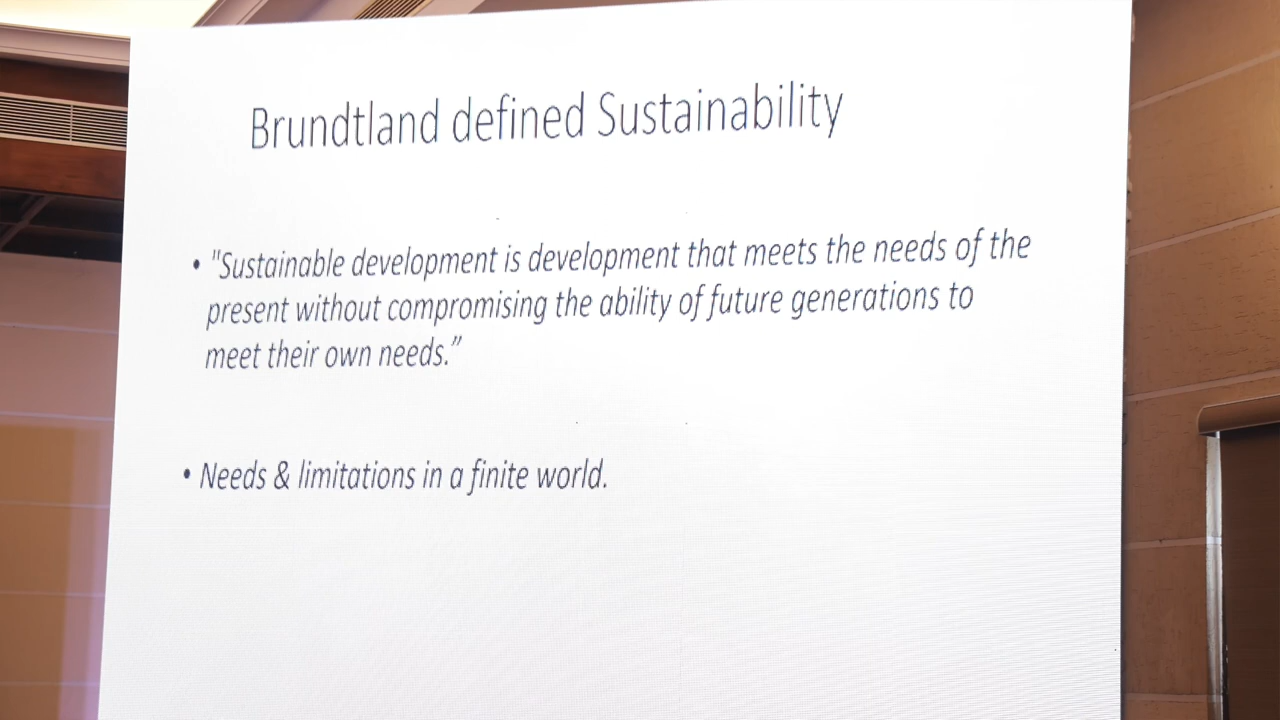 Brundtland defined Sustainability
• "Sustainable development is development that meets the needs of the
present without compromising the ability of future generations to
meet their own needs.”
• Needs & limitations in a finite world.